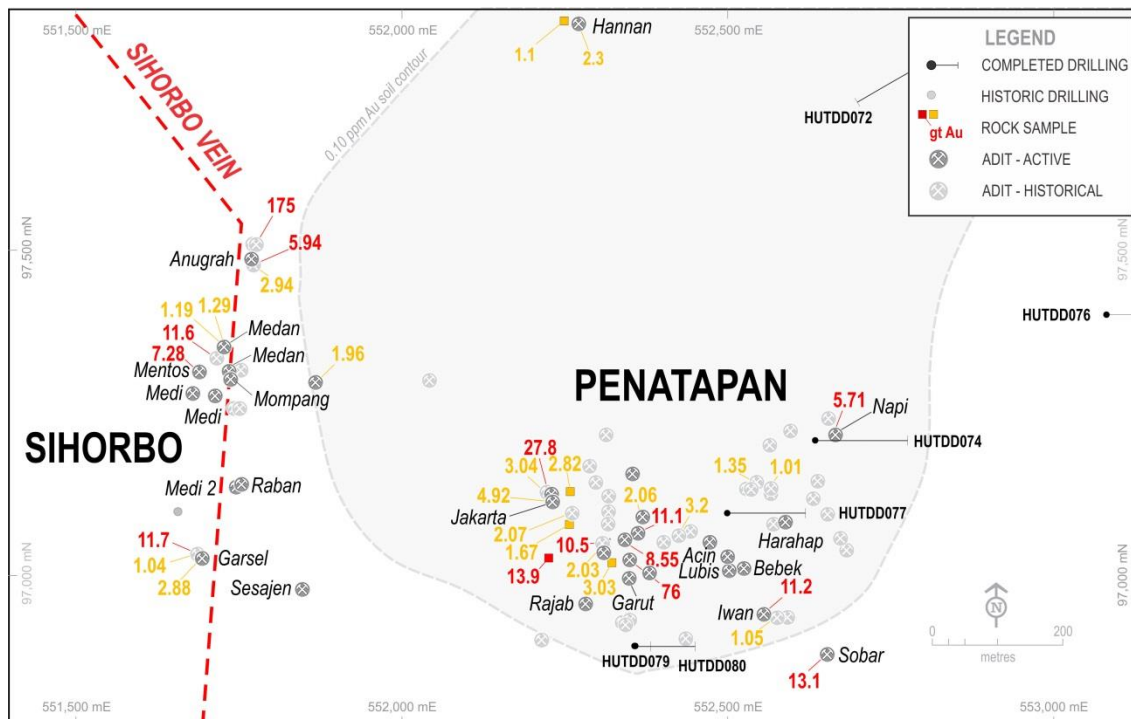 551,500 mE
552,000 mE
552,500 mE
LEGEND
COMPLETED DRILLING
HISTORIC DRILLING
gt Au
ROCK SAMPLE
ADIT - ACTIVE
ADIT - HISTORICAL
SIHORBO VEIN
0.10 ppm Au soil contour
1.1
2.3
Hannan
HUTDD072
97,500 mN
97,500 mN
175
5.94
Anugrah
2.94
1.19
1.29
Medan
11.6
7.28
Medan
Mentos
Mompang
Medi
Medi
1.96
HUTDD076
PENATAPAN
5.71
Napi
HUTDD074
SIHORBO
27.8
3.04
2.82
4.92
Jakarta
2.07
1.67
2.06
11.1
3.2
1.35
1.01
HUTDD077
Harahap
Medi 2
Raban
11.7
1.04
Garsel
2.88
Sesajen
10.5
2.03
13.9
3.03
8.55
76
Acin
Lubis
Bebek
Rajab
Garut
Iwan
11.2
1.05
97,000 mN
97,000 mN
N
0
200
metres
HUTDD079
HUTDD080
Sobar
13.1
551,500 mE
552,000 mE
552,500 mE
553,000 mE